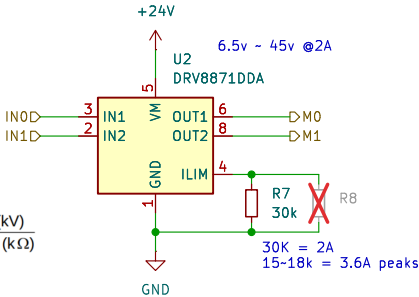 +24V
6.5v ~ 45v @2A
U2
DRV8871DDA
5
VM
IN0 3 IN1 OUT1 6 M0
IN1 2 IN2 OUT2 8 M1
GND ILIM 4
1
R7
30k
R8
(kV)
(kΩ)
30K = 2A
15~18k = 3.6A peaks
GND